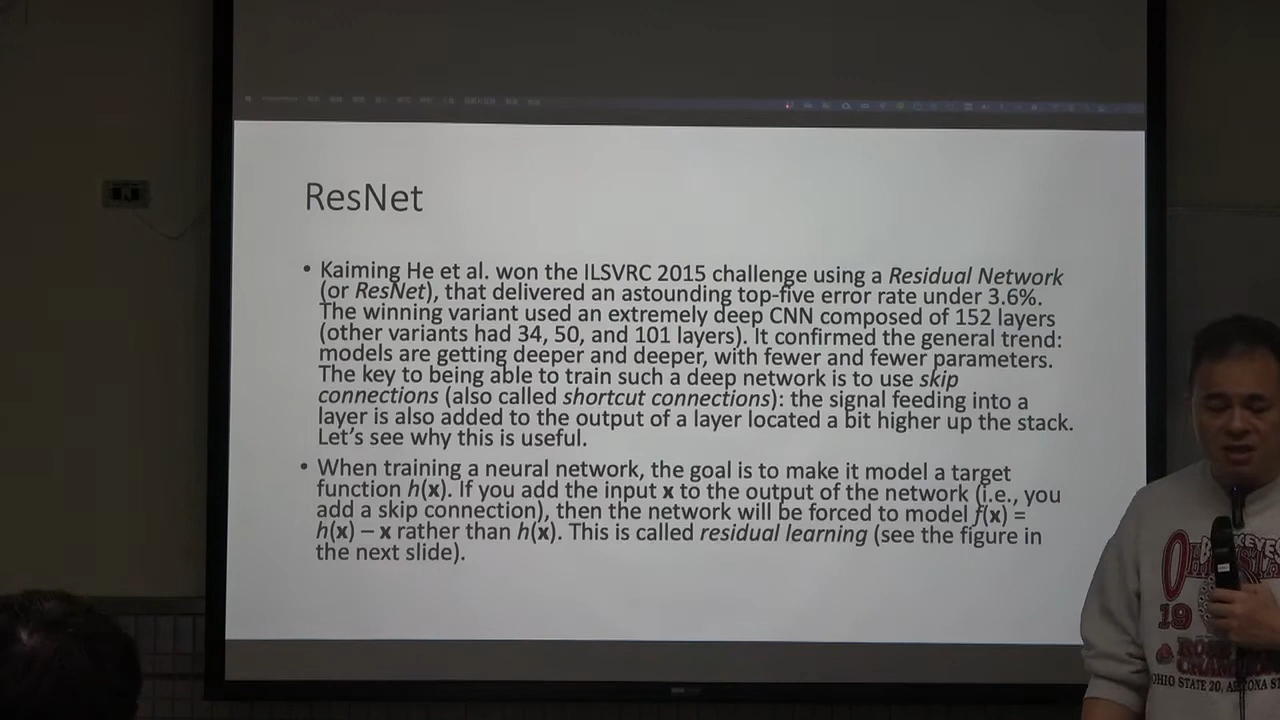 ResNet
• Kaiming He et al. won the ILSVRC 2015 challenge using a Residual Network
(or ResNet), that delivered an astounding top-five error rate under 3.6%.
The winning variant used an extremely deep CNN composed of 152 layers
(other variants had 34, 50, and 101 layers). It confirmed the general trend:
models are getting deeper and deeper, with fewer and fewer parameters.
The key to being able to train such a deep network is to use skip
connections (also called shortcut connections): the signal feeding into a
layer is also added to the output of a layer located a bit higher up the stack.
Let's see why this is useful.
• When training a neural network, the goal is to make it model a target
function h(x). If you add the input x to the output of the network (i.e., you
add a skip connection), then the network will be forced to model f(x) =
h(x) – x rather than h(x). This is called residual learning (see the figure in
the next slide).
19
OHIO STATE 20, ARIZONA ST